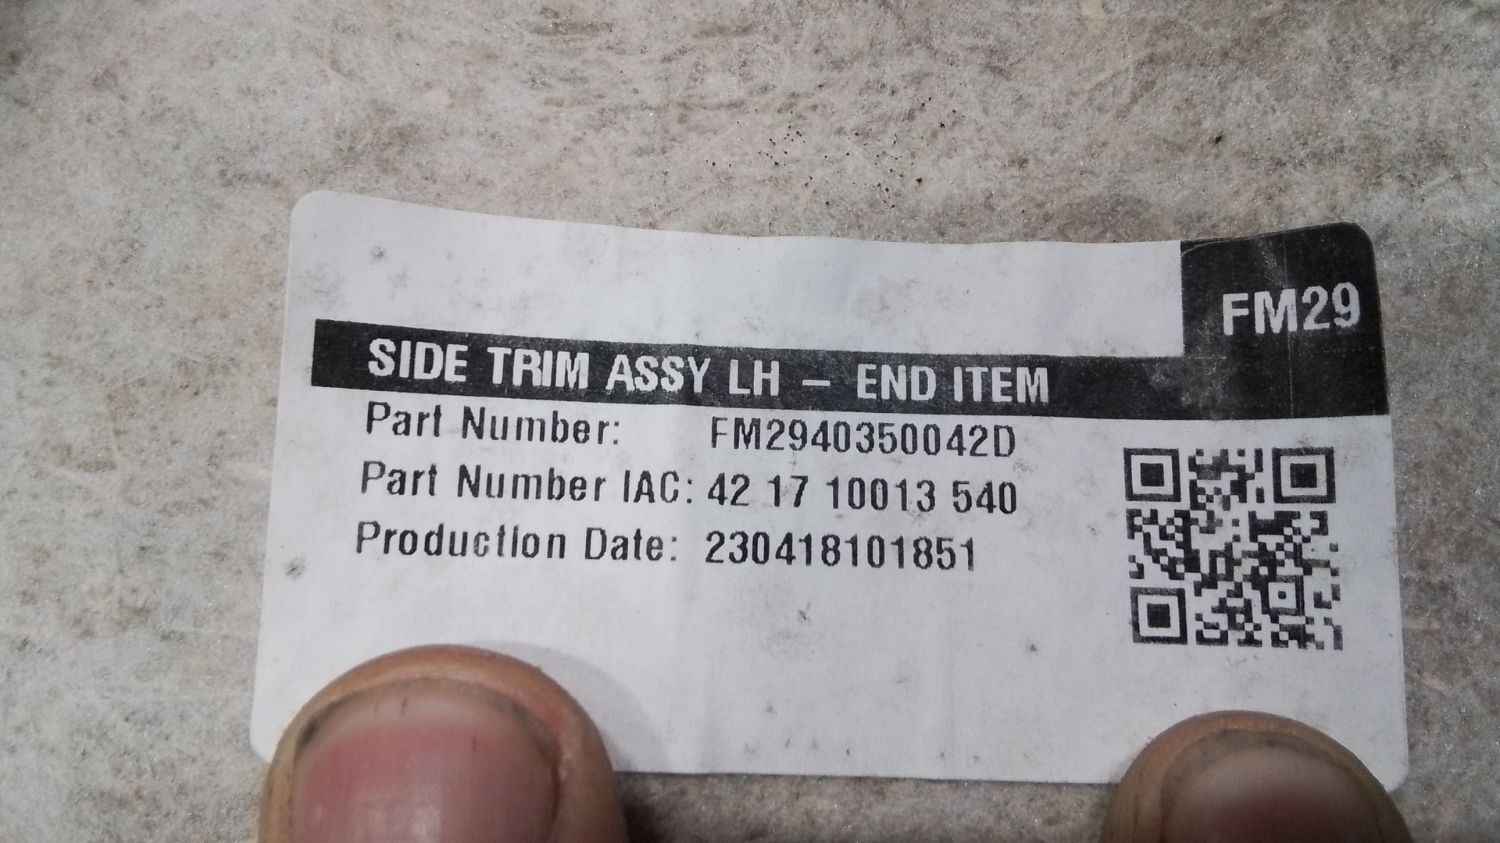 FM29
SIDE TRIM ASSY LH – END ITEM
Part Number: FM2940350042D
Part Number IAC: 42 17 10013 540
Production Date: 230418101851